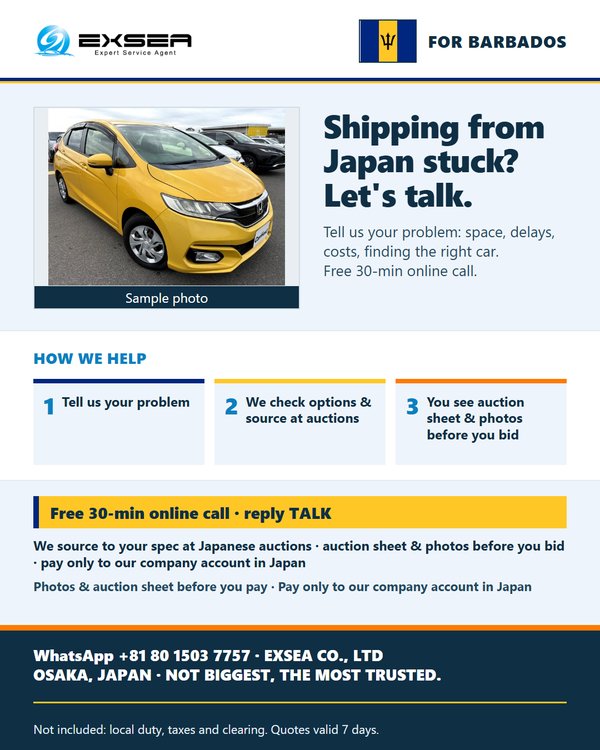 EXSEA
Expert Service Agent
FOR BARBADOS
Shipping from
Japan stuck?
Let's talk.
Tell us your problem: space, delays,
costs, finding the right car.
Free 30-min online call.
Sample photo
HOW WE HELP
1 Tell us your problem
2 We check options &
source at auctions
3 You see auction
sheet & photos
before you bid
Free 30-min online call · reply TALK
We source to your spec at Japanese auctions · auction sheet & photos before you bid
· pay only to our company account in Japan
Photos & auction sheet before you pay · Pay only to our company account in Japan
WhatsApp +81 80 1503 7757 · EXSEA CO., LTD
OSAKA, JAPAN · NOT BIGGEST, THE MOST TRUSTED.
Not included: local duty, taxes and clearing. Quotes valid 7 days.